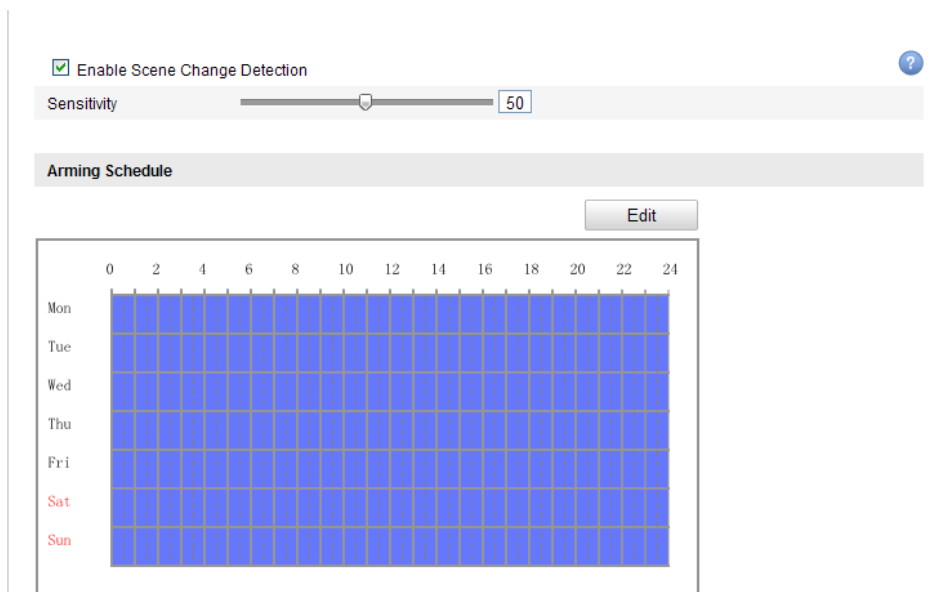 Enable Scene Change Detection ?
Sensitivity 50
Arming Schedule
Edit
0 2 4 6 8 10 12 14 16 18 20 22 24
Mon
Tue
Wed
Thu
Fri
Sat
Sun